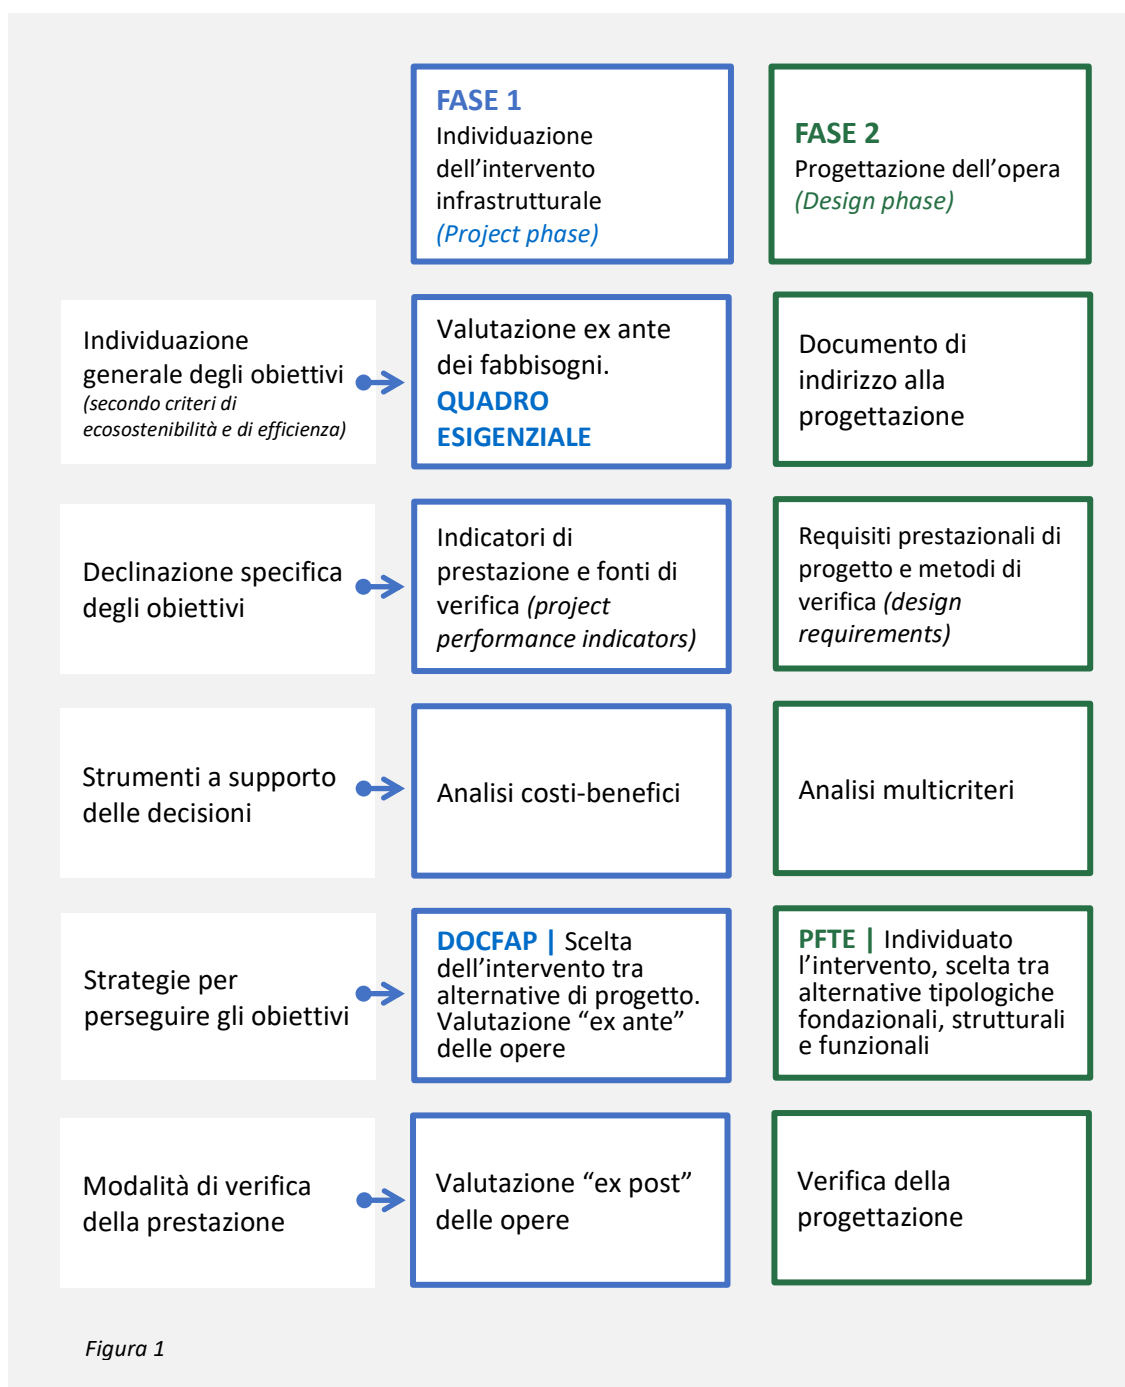 FASE 1
Individuazione
dell’intervento
infrastrutturale
(Project phase)
FASE 2
Progettazione dell’opera
(Design phase)
Individuazione
generale degli obiettivi
(secondo criteri di
ecosostenibilità e di efficienza)
Valutazione ex ante
dei fabbisogni.
QUADRO
ESIGENZIALE
Documento di
indirizzo alla
progettazione
Declinazione specifica
degli obiettivi
Indicatori di
prestazione e fonti di
verifica (project
performance indicators)
Requisiti prestazionali di
progetto e metodi di
verifica (design
requirements)
Strumenti a supporto
delle decisioni
Analisi costi-benefici
Analisi multicriteri
Strategie per
perseguire gli obiettivi
DOCFAP | Scelta
dell’intervento tra
alternative di progetto.
Valutazione “ex ante”
delle opere
PFTE | Individuato
l’intervento, scelta tra
alternative tipologiche
fondazionali, strutturali
e funzionali
Modalità di verifica
della prestazione
Valutazione “ex post”
delle opere
Verifica della
progettazione
Figura 1